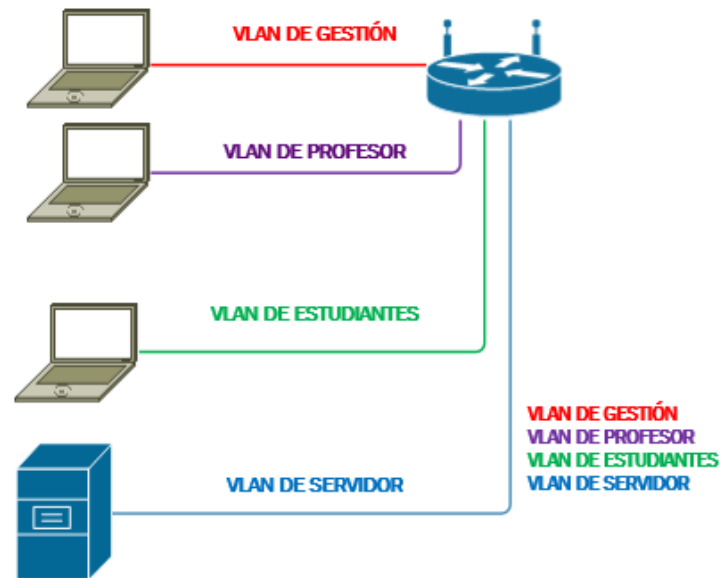 VLAN DE GESTIÓN
VLAN DE PROFESOR
VLAN DE ESTUDIANTES
VLAN DE SERVIDOR
VLAN DE GESTIÓN
VLAN DE PROFESOR
VLAN DE ESTUDIANTES
VLAN DE SERVIDOR